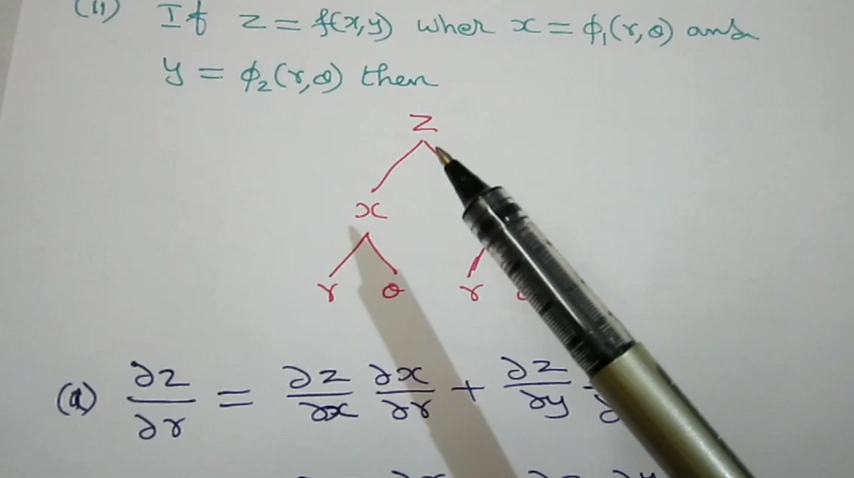 (ii) If z = f(x,y) wher x = ϕ₁(r,θ) and
y = ϕ₂(r,θ) then
z
x
r θ r
(a) ∂z/∂r = ∂z/∂x ∂x/∂r + ∂z/∂y